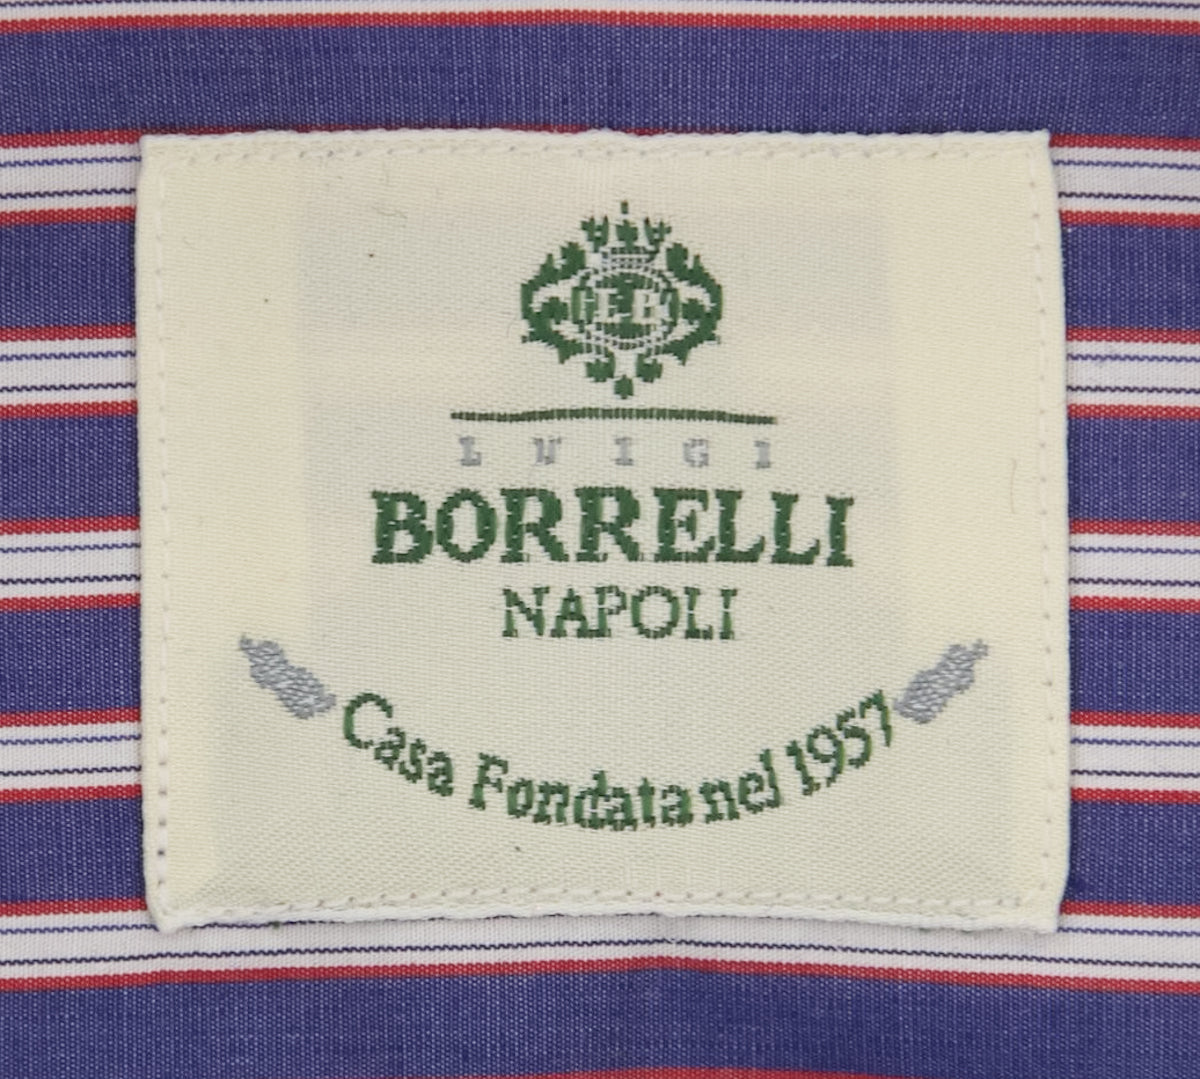 LUIGI
BORRELLI
NAPOLI
Casa Fondata nel 1957